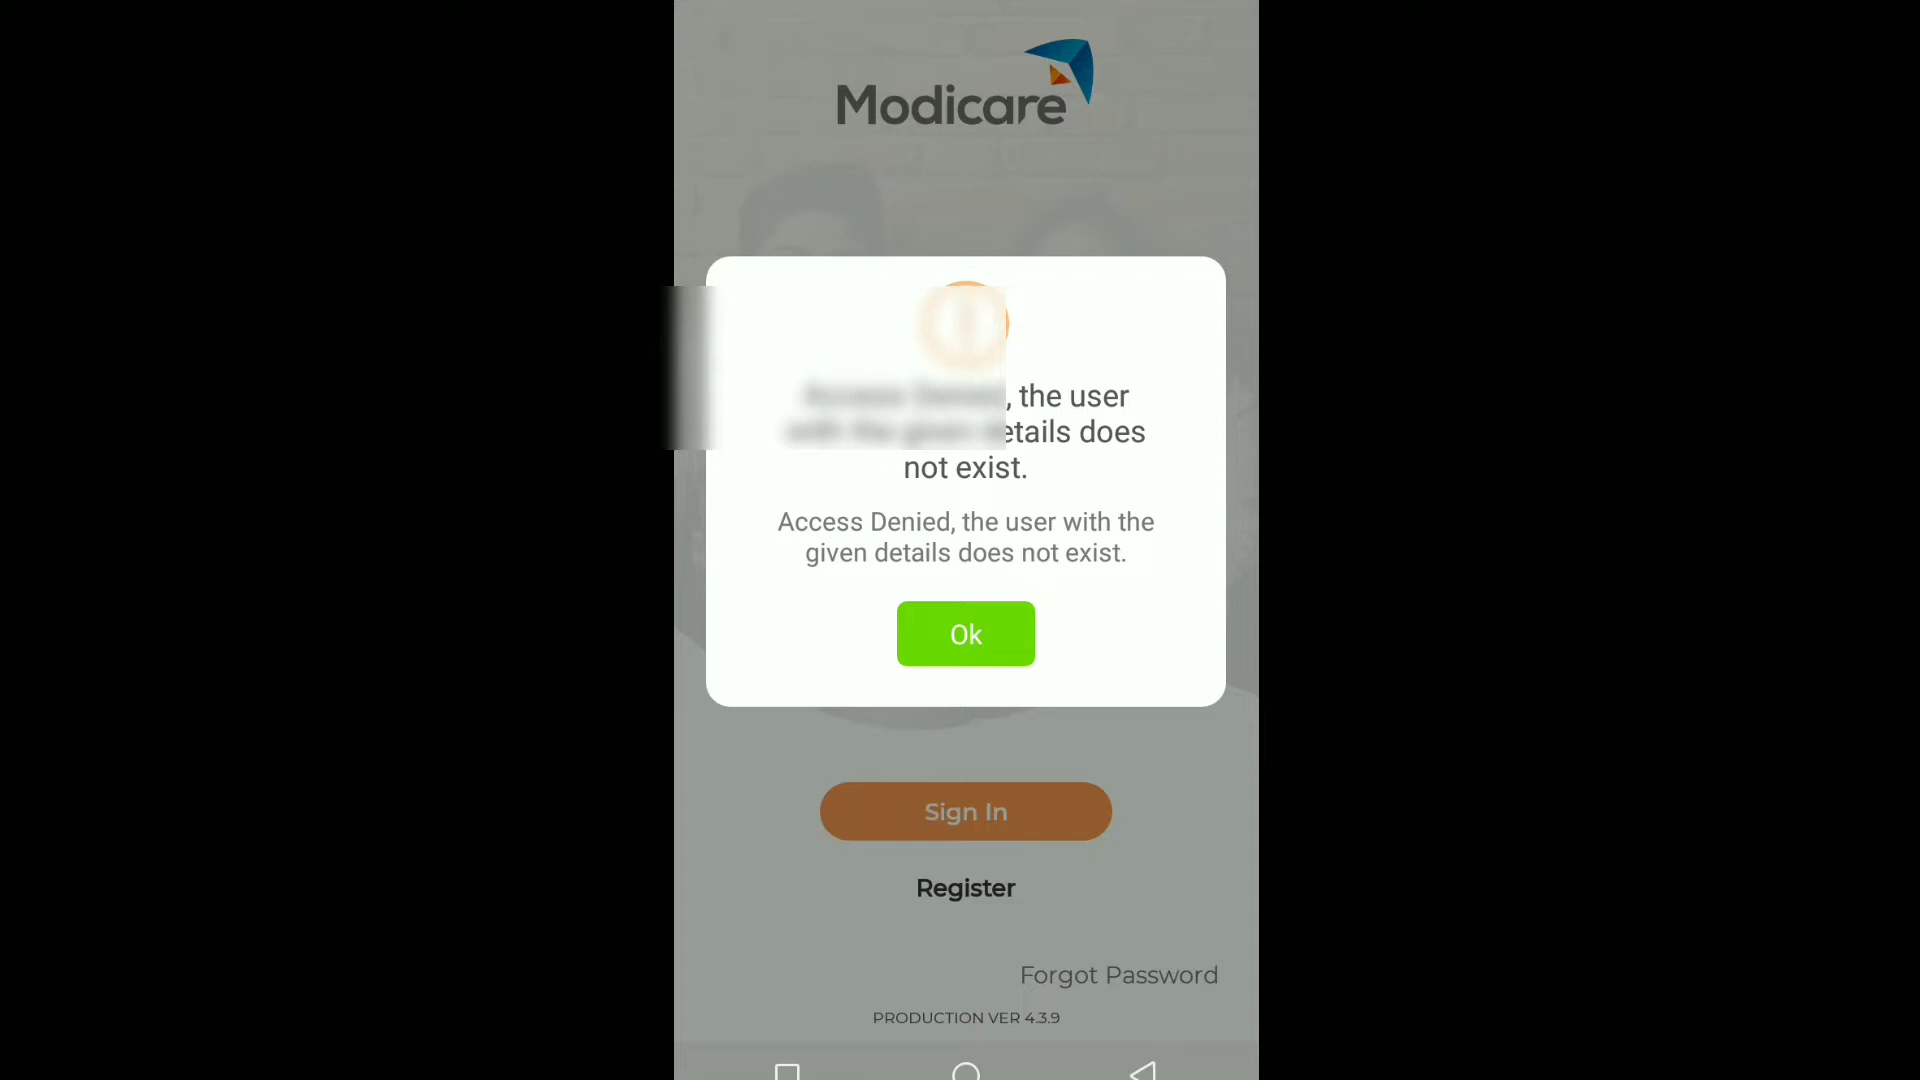 Modicare
, the user
etails does
not exist.
Access Denied, the user with the
given details does not exist.
Ok
Sign In
Register
Forgot Password
PRODUCTION VER 4.3.9